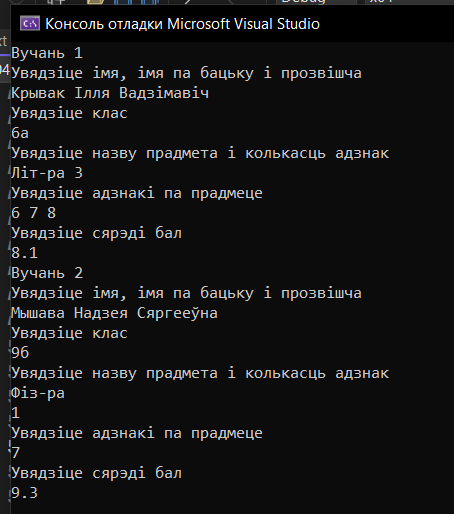 Консоль отладки Microsoft Visual Studio
Вучань 1
Увядзіце імя, імя па бацьку і прозвішча
Крывак Ілля Вадзімавіч
Увядзіце клас
6а
Увядзіце назву прадмета і колькасць адзнак
Літ-ра 3
Увядзіце адзнакі па прадмеце
6 7 8
Увядзіце сярэді бал
8.1
Вучань 2
Увядзіце імя, імя па бацьку і прозвішча
Мышава Надзея Сяргееўна
Увядзіце клас
9б
Увядзіце назву прадмета і колькасць адзнак
Фіз-ра
1
Увядзіце адзнакі па прадмеце
7
Увядзіце сярэді бал
9.3